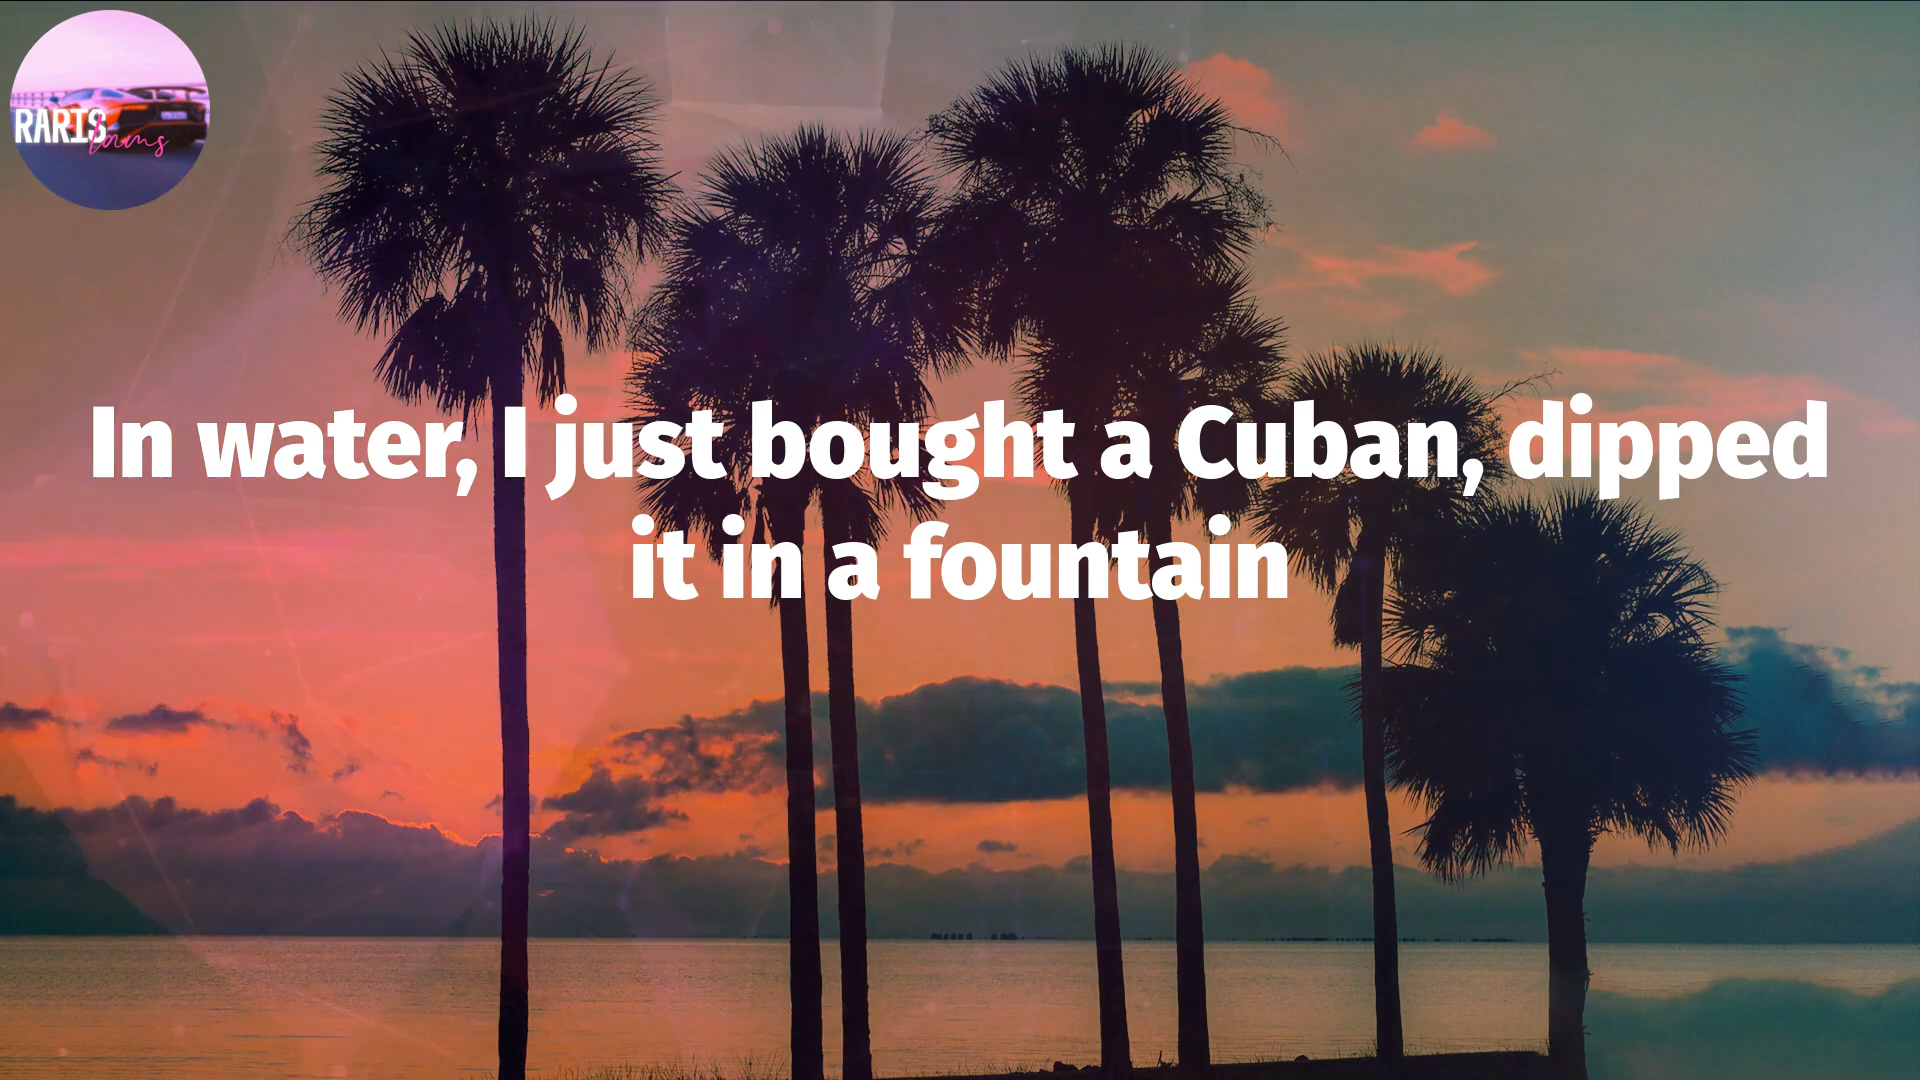 RARIS
In water, I just bought a Cuban, dipped
it in a fountain